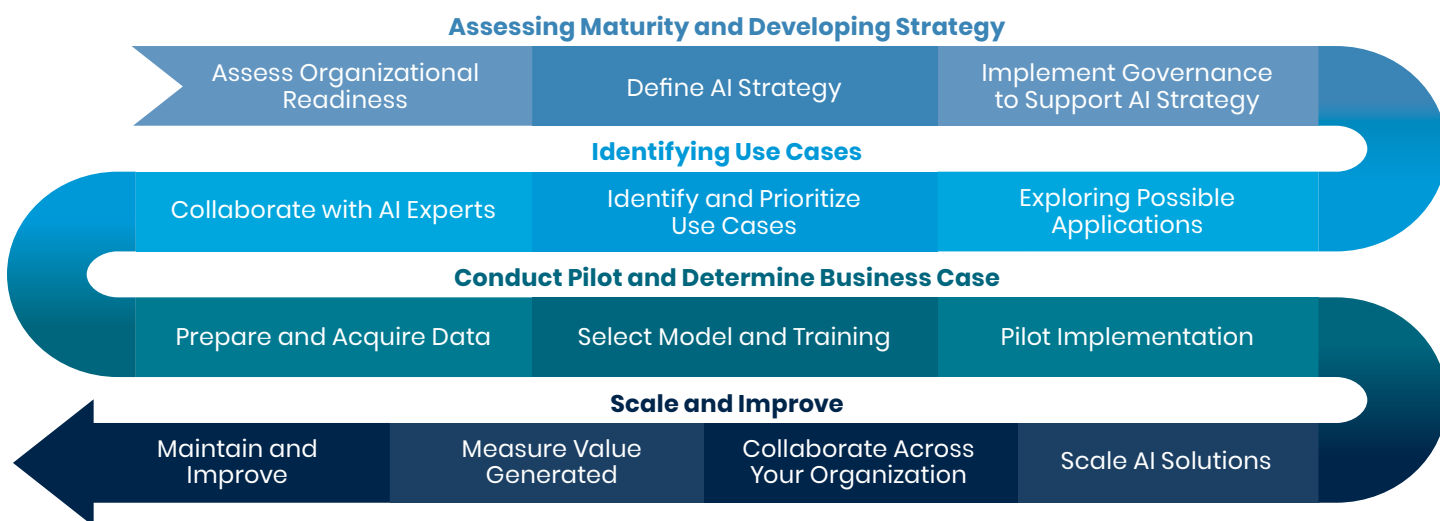 Assessing Maturity and Developing Strategy
Assess Organizational
Readiness
Define AI Strategy
Implement Governance
to Support AI Strategy
Identifying Use Cases
Collaborate with AI Experts
Identify and Prioritize
Use Cases
Exploring Possible
Applications
Conduct Pilot and Determine Business Case
Prepare and Acquire Data
Select Model and Training
Pilot Implementation
Scale and Improve
Maintain and
Improve
Measure Value
Generated
Collaborate Across
Your Organization
Scale AI Solutions